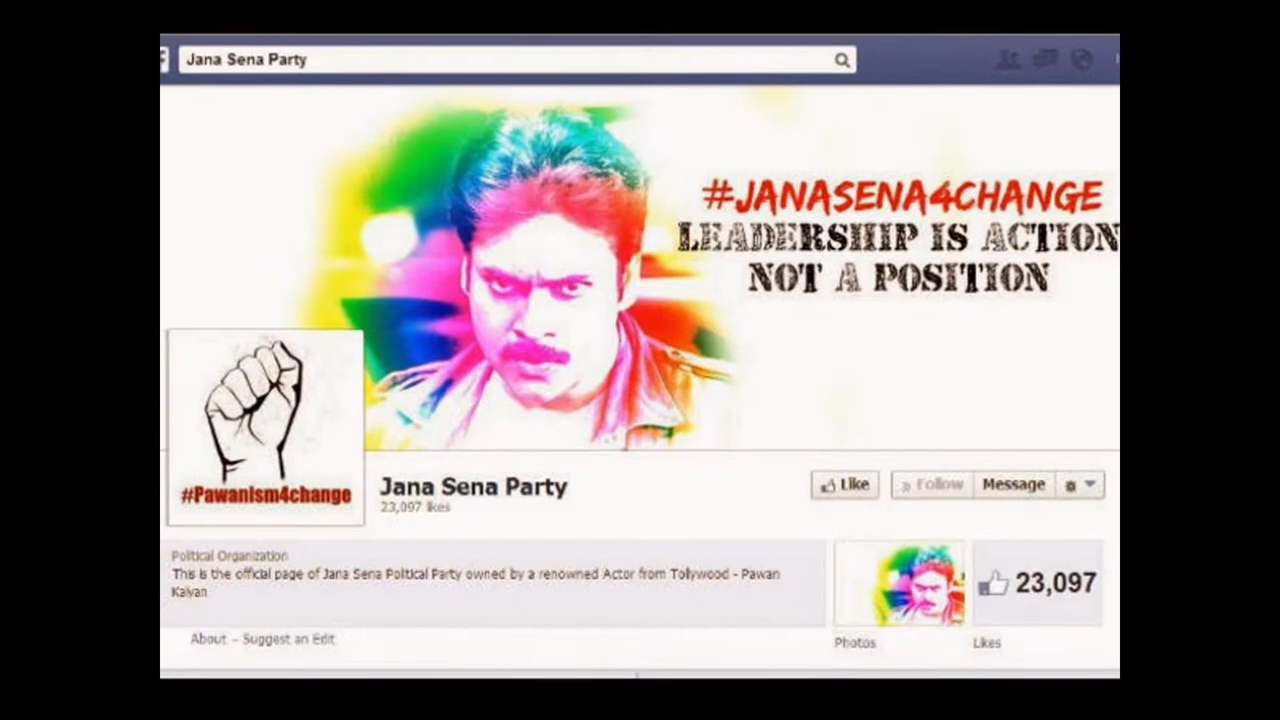 Jana Sena Party
#JANASENA4CHANGE
LEADERSHIP IS ACTION
NOT A POSITION
#Pawanism4change
Jana Sena Party
23,097 likes
Like
Follow
Message
Political Organization
This is the official page of Jana Sena Political Party owned by a renowned Actor from Tollywood - Pawan
Kalyan
23,097
About - Suggest an Edit
Photos
Likes